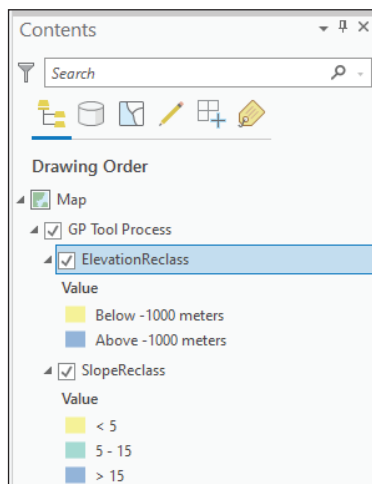 Contents
Search
Drawing Order
Map
GP Tool Process
ElevationReclass
Value
Below -1000 meters
Above -1000 meters
SlopeReclass
Value
< 5
5 - 15
> 15